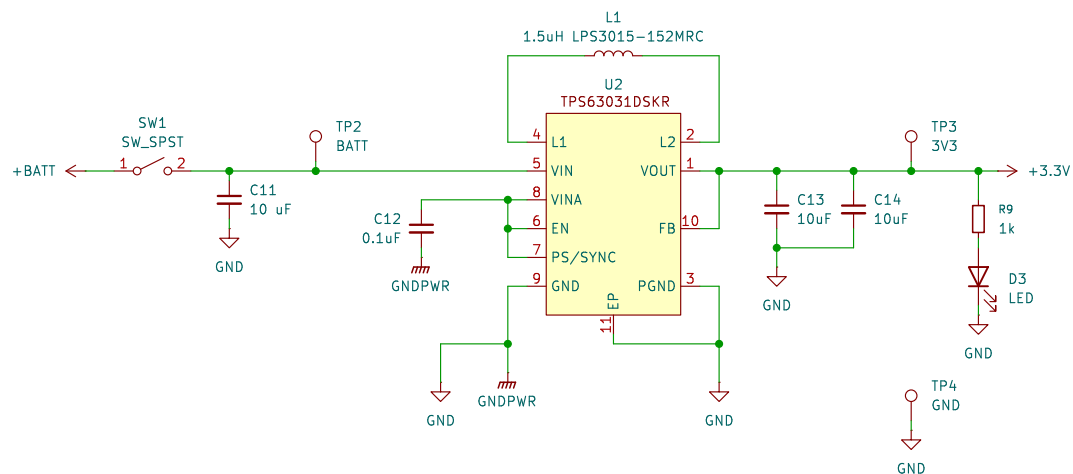 L1
1.5uH LPS3015-152MRC
U2
TPS63031DSKR
SW1
SW_SPST
TP2
BATT
TP3
3V3
+BATT
1
2
4
L1
L2
2
5
VIN
VOUT
1
+3.3V
8
VINA
C11
10 uF
C12
0.1uF
6
EN
FB
10
C13
10uF
C14
10uF
R9
1k
7
PS/SYNC
GND
GNDPWR
9
GND
PGND
3
EP
11
GND
D3
LED
GND
GND
GNDPWR
GND
TP4
GND
GND